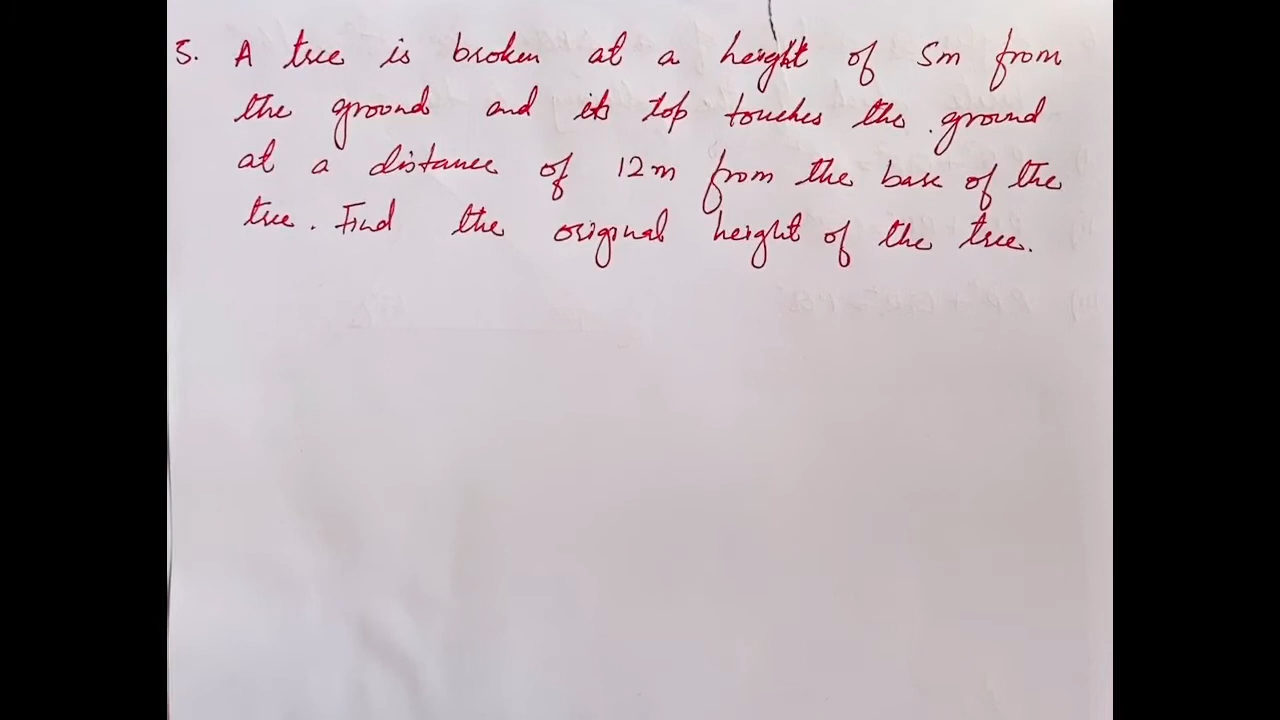 5. A tree is broken at a height of 5m from
the ground and its top touches the ground
at a distance of 12m from the base of the
tree. Find the original height of the tree.